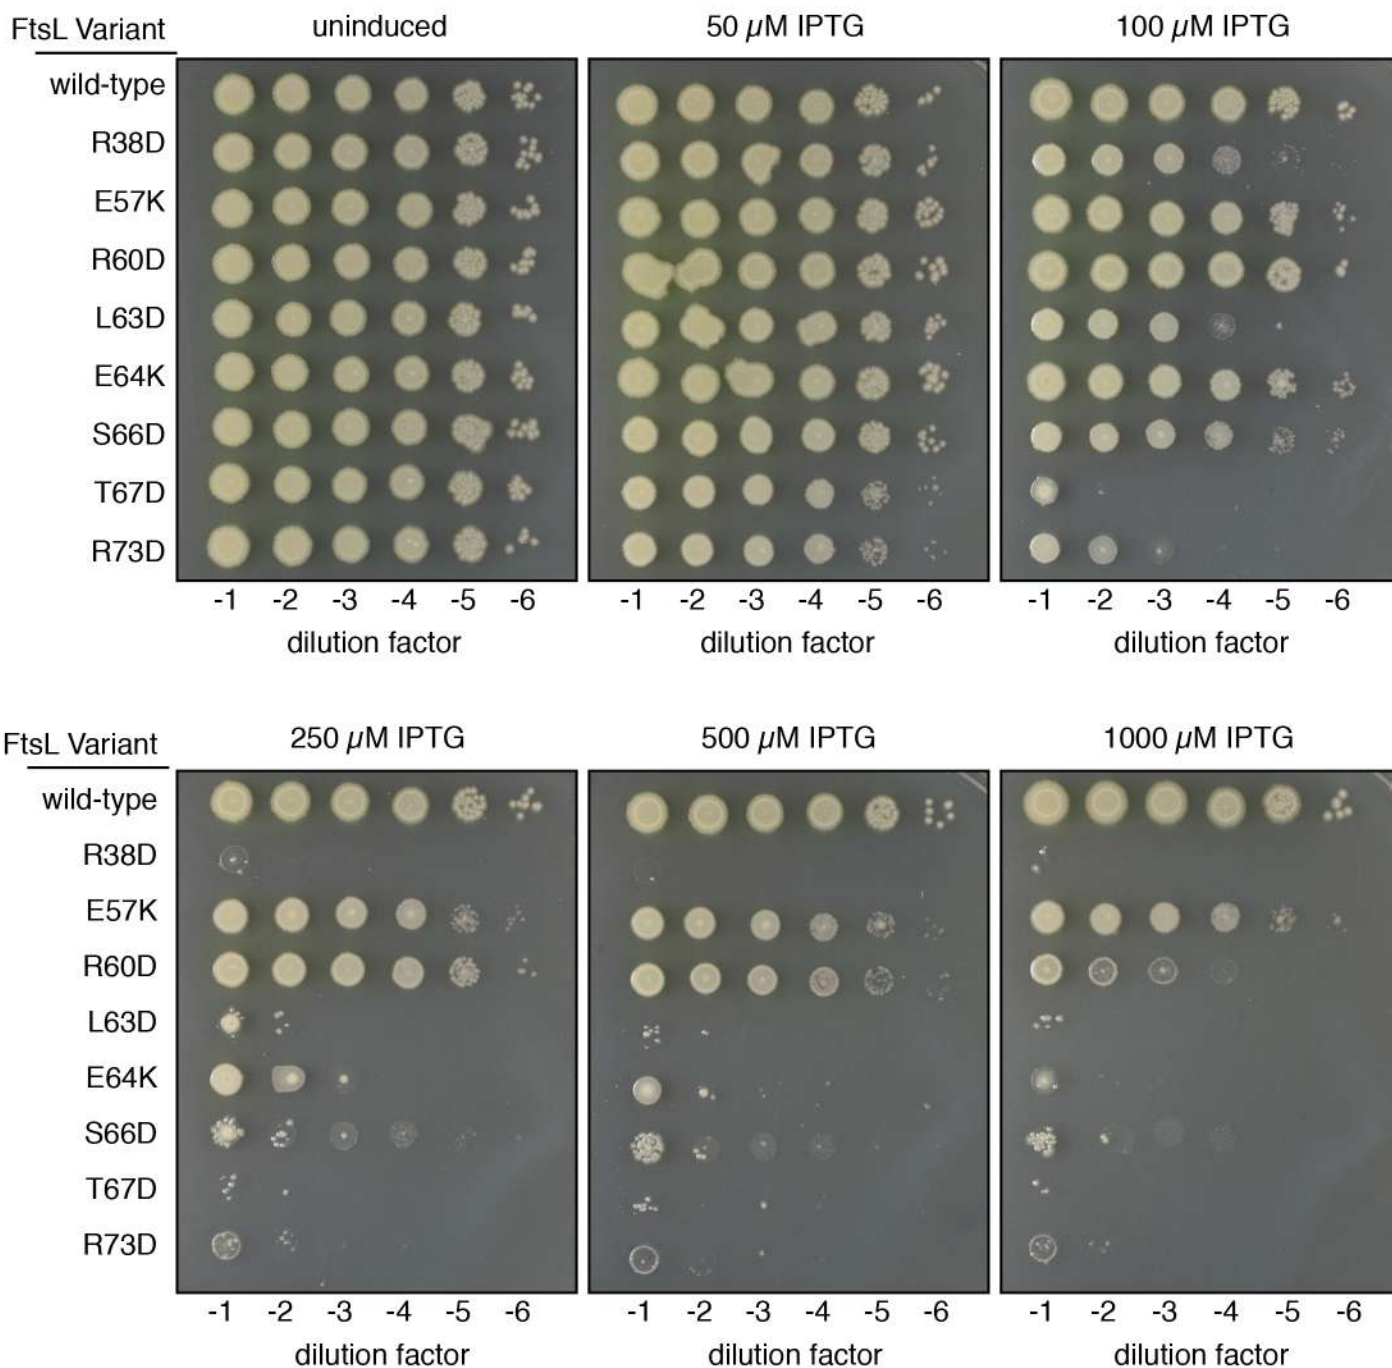 FtsL Variant uninduced 50 μM IPTG 100 μM IPTG
wild-type
R38D
E57K
R60D
L63D
E64K
S66D
T67D
R73D
-1 -2 -3 -4 -5 -6 -1 -2 -3 -4 -5 -6 -1 -2 -3 -4 -5 -6
dilution factor dilution factor dilution factor
FtsL Variant 250 μM IPTG 500 μM IPTG 1000 μM IPTG
wild-type
R38D
E57K
R60D
L63D
E64K
S66D
T67D
R73D
-1 -2 -3 -4 -5 -6 -1 -2 -3 -4 -5 -6 -1 -2 -3 -4 -5 -6
dilution factor dilution factor dilution factor